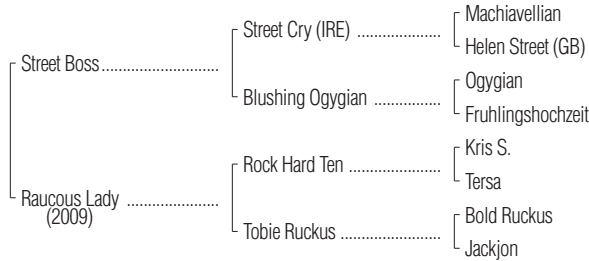 Machiavellian
Street Cry (IRE) ..................
Helen Street (GB)
Street Boss.........................
Ogygian
Blushing Ogygian ..............
Fruhlingshochzeit
Kris S.
Rock Hard Ten ...................
Tersa
Raucous Lady ...................
(2009)
Bold Ruckus
Tobie Ruckus .....................
Jackjon